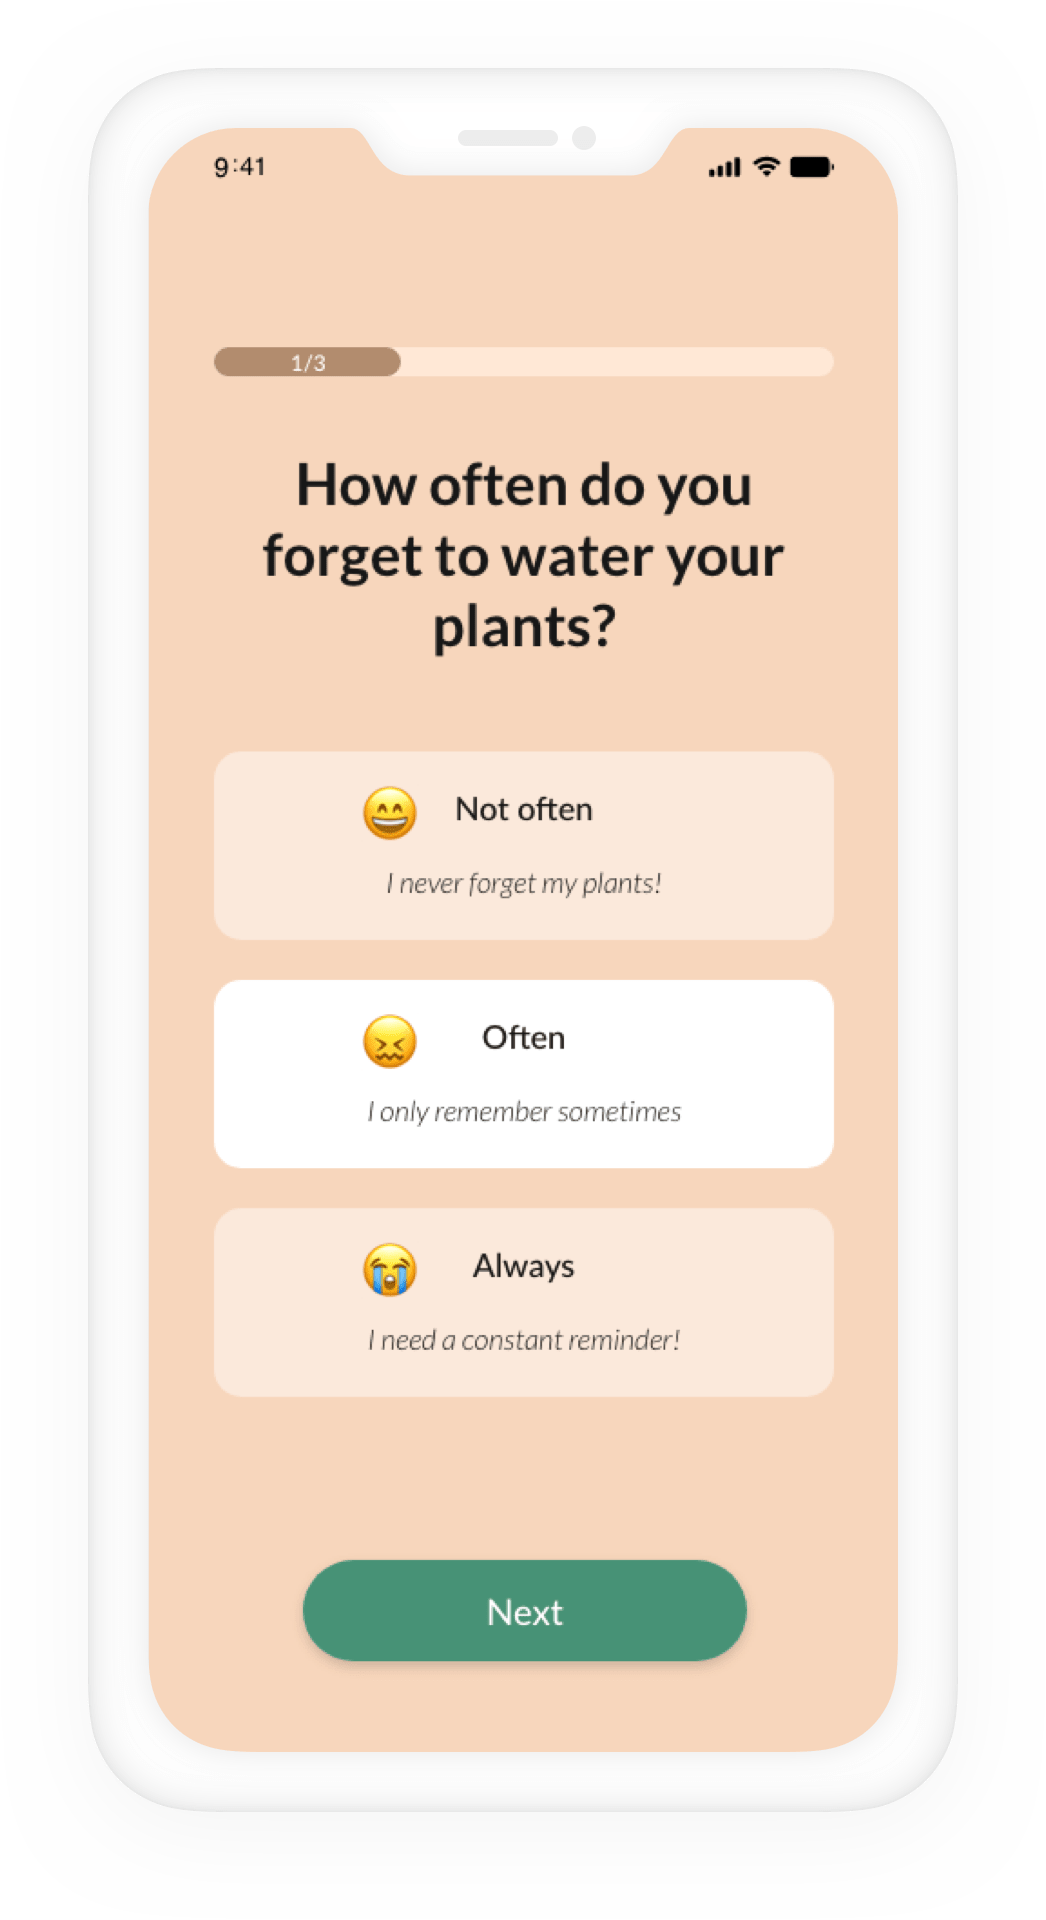 9:41
1/3
How often do you
forget to water your
plants?
Not often
I never forget my plants!
Often
I only remember sometimes
Always
I need a constant reminder!
Next